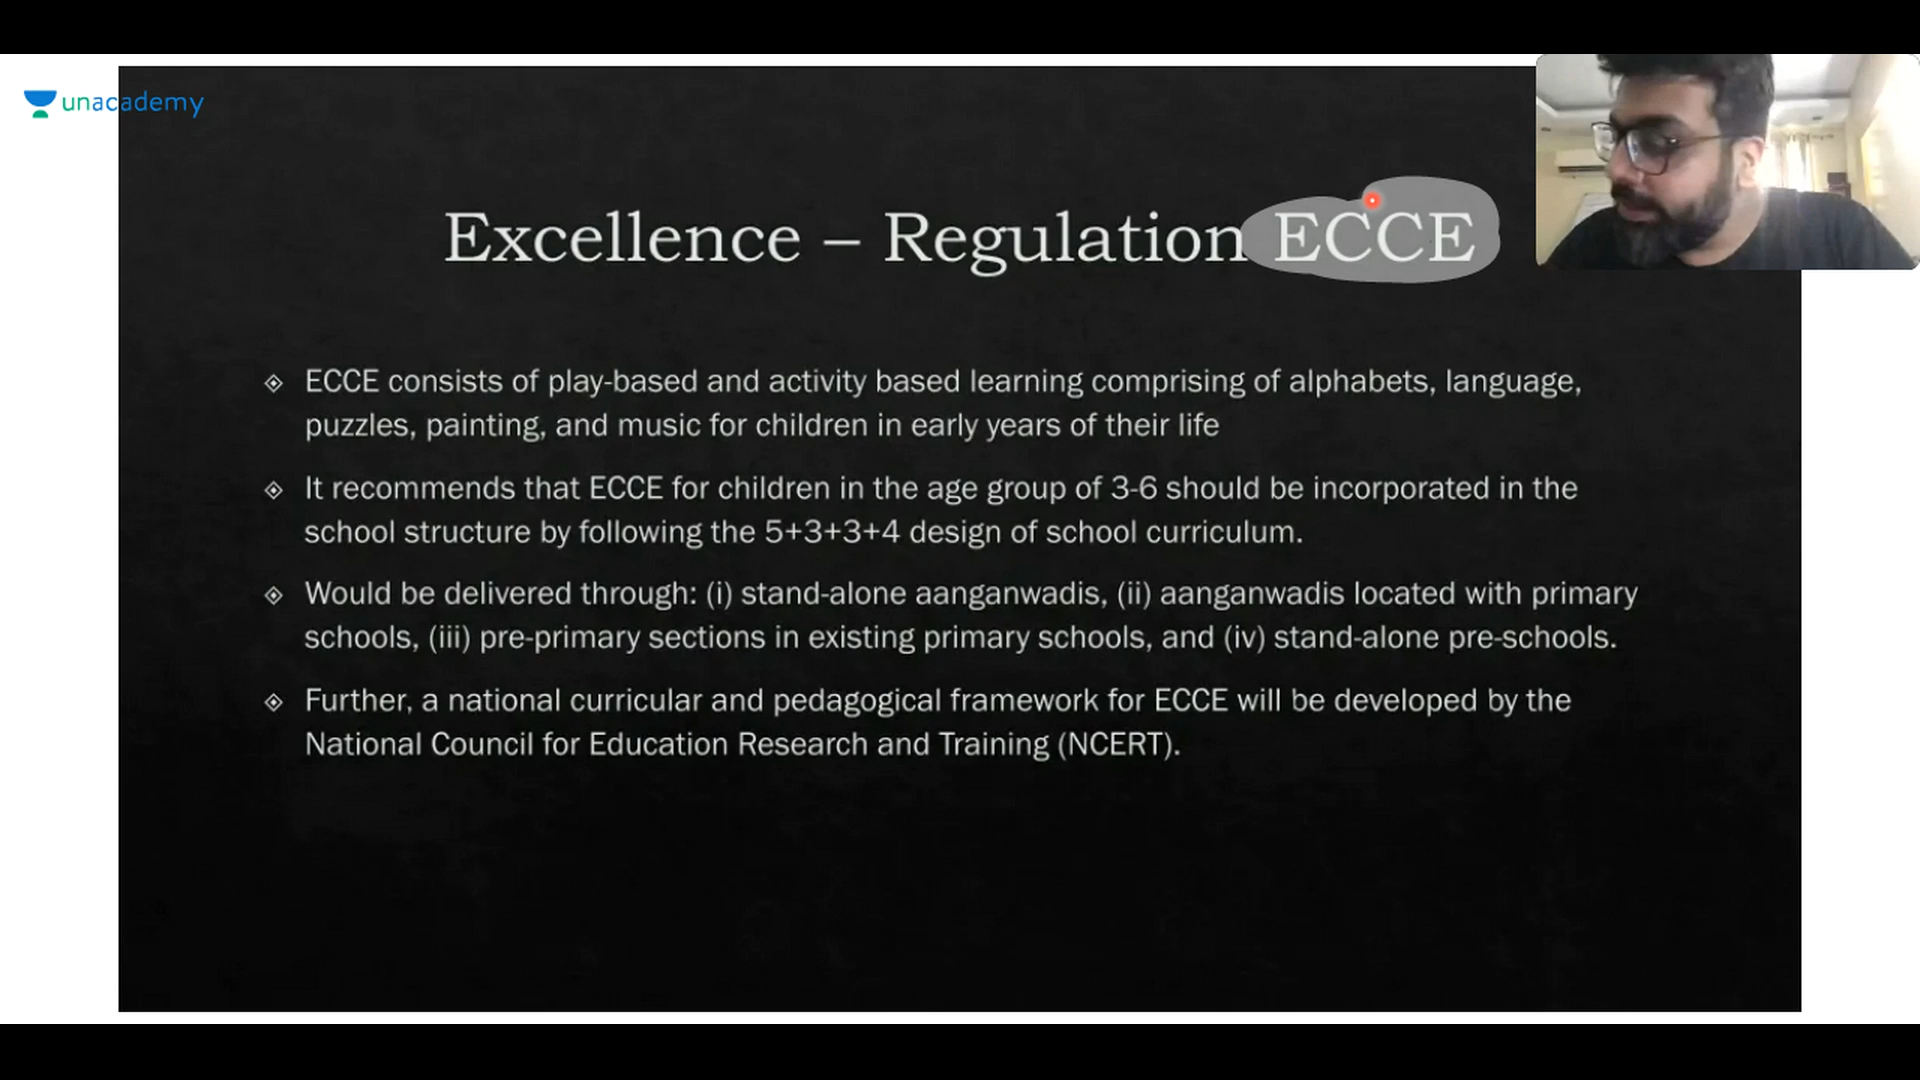 unacademy
Excellence – Regulation ECCE
ECCE consists of play-based and activity based learning comprising of alphabets, language,
puzzles, painting, and music for children in early years of their life
It recommends that ECCE for children in the age group of 3-6 should be incorporated in the
school structure by following the 5+3+3+4 design of school curriculum.
Would be delivered through: (i) stand-alone aanganwadis, (ii) aanganwadis located with primary
schools, (iii) pre-primary sections in existing primary schools, and (iv) stand-alone pre-schools.
Further, a national curricular and pedagogical framework for ECCE will be developed by the
National Council for Education Research and Training (NCERT).